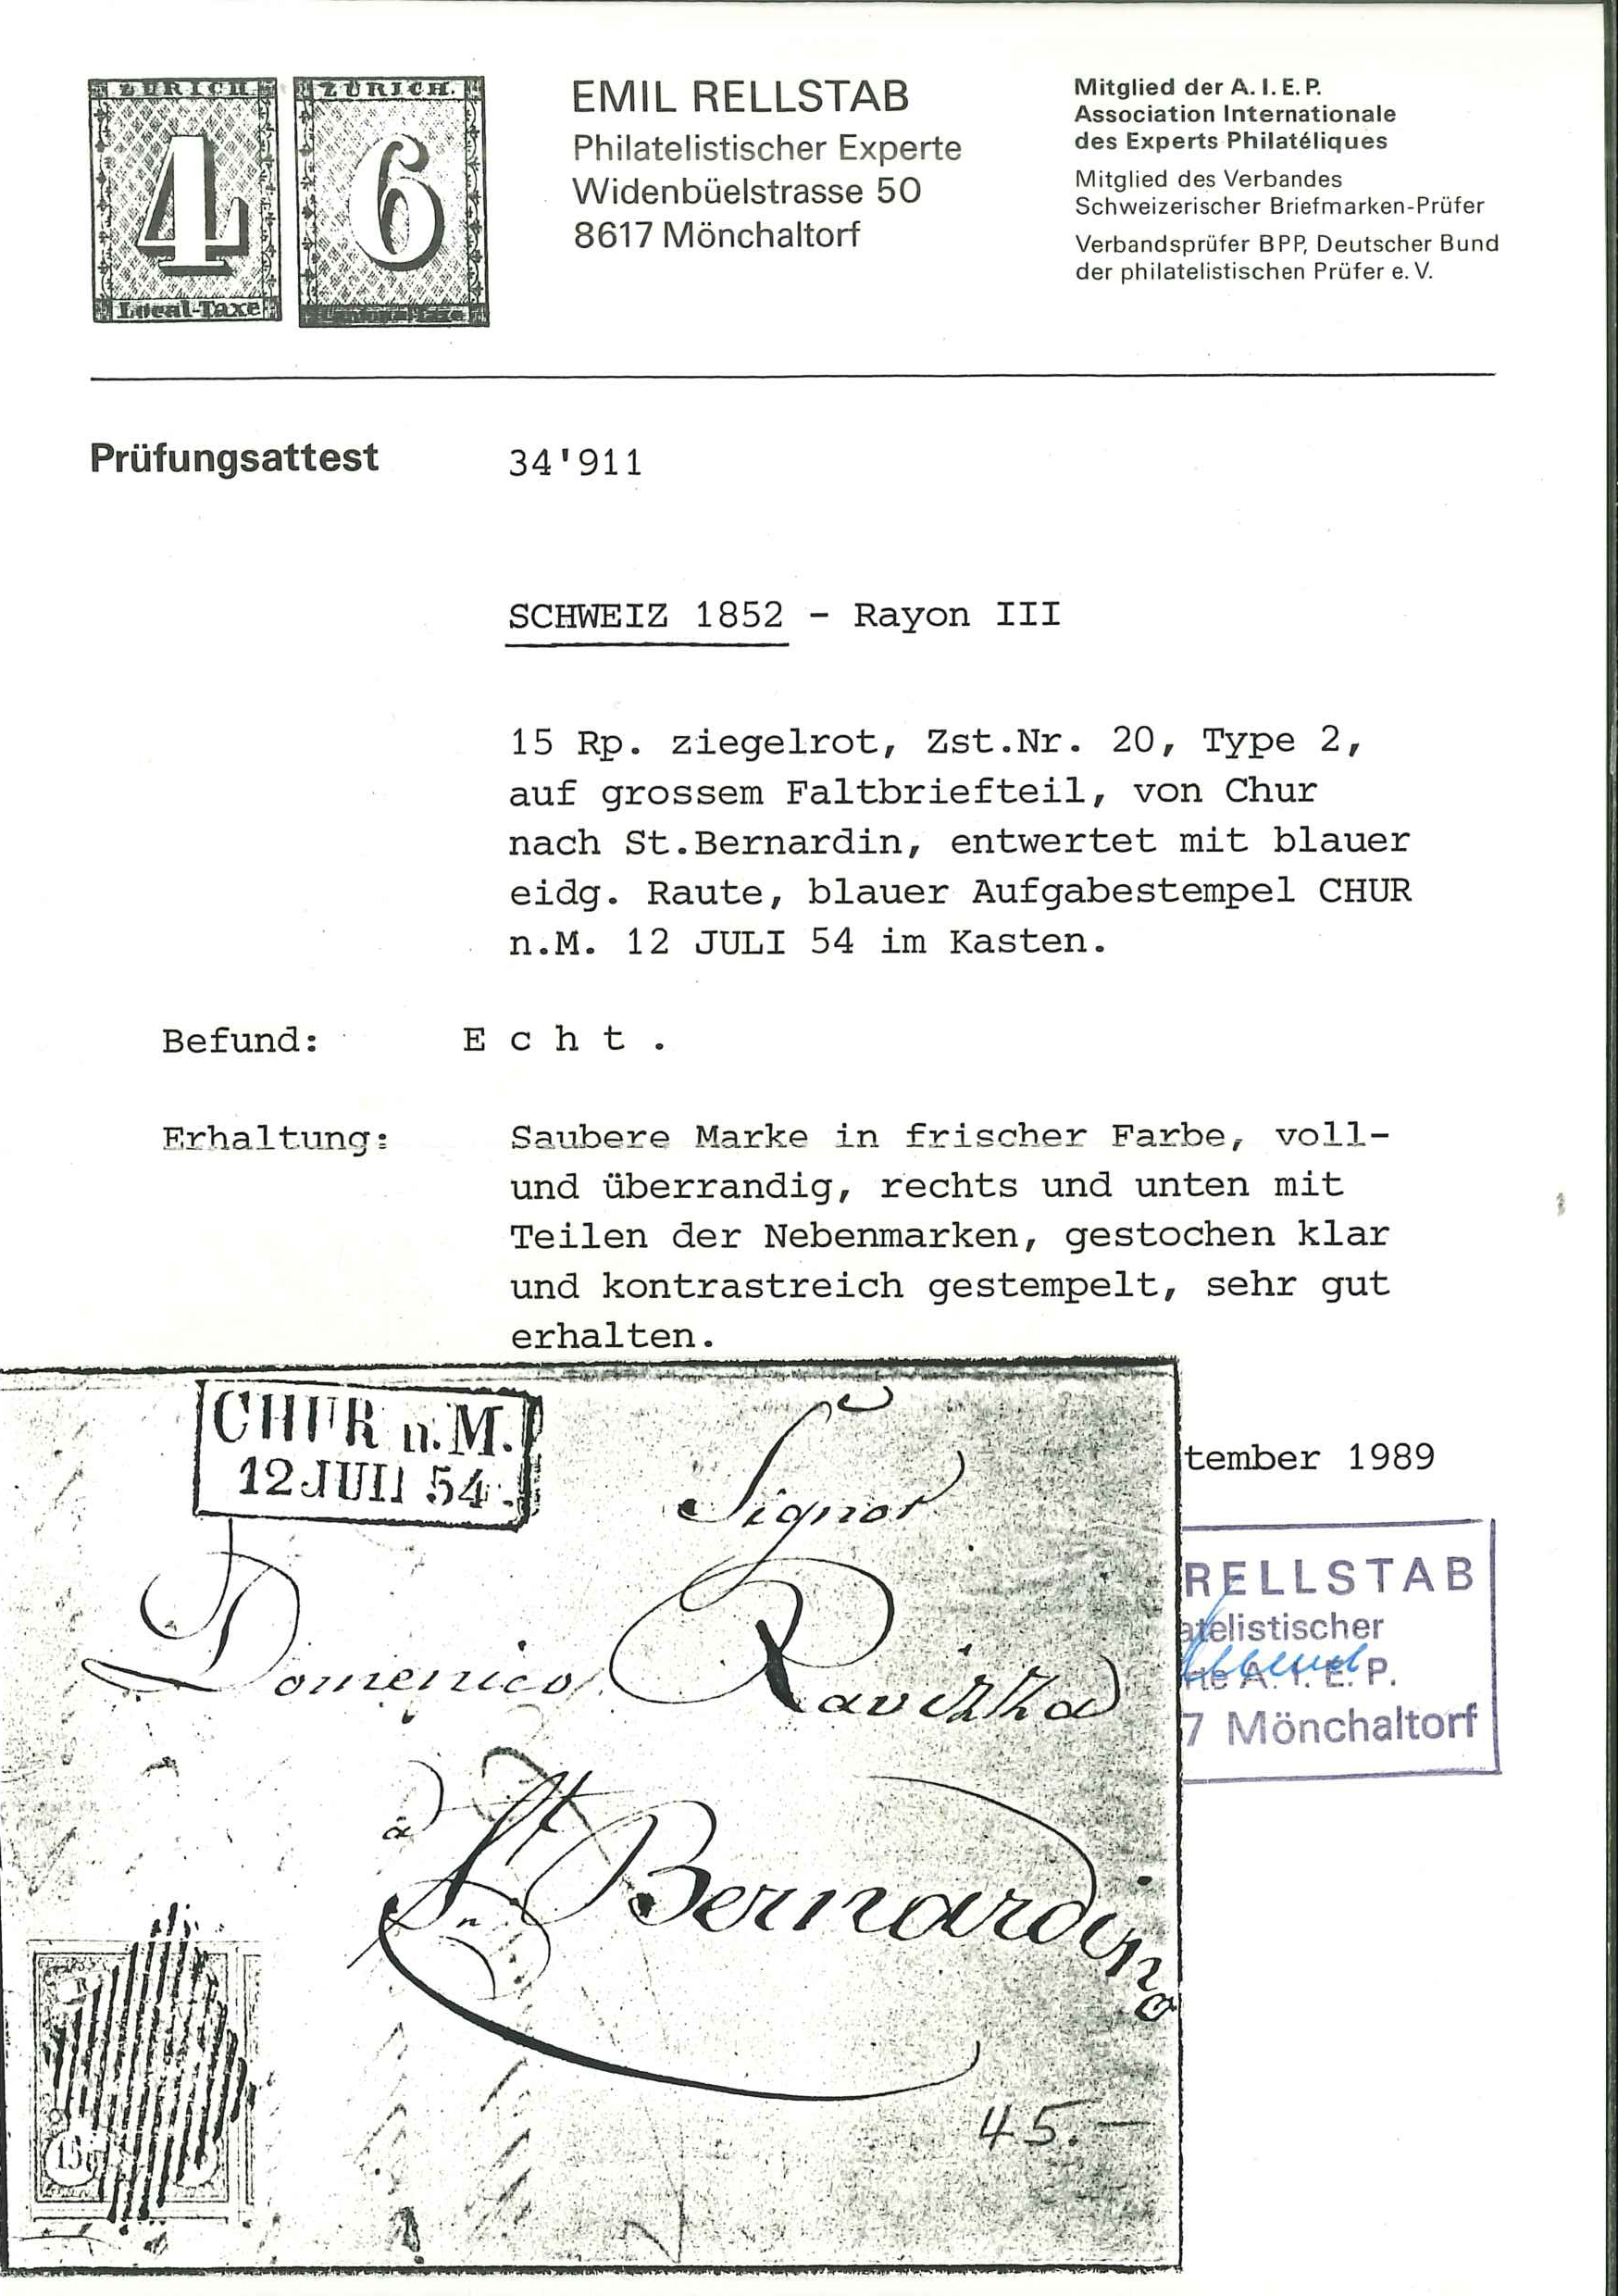 ZÜRICH.
4
Local-Taxe
ZÜRICH.
6
EMIL RELLSTAB
Philatelistischer Experte
Widenbüelstrasse 50
8617 Mönchaltorf
Mitglied der A. I. E. P.
Association Internationale
des Experts Philatéliques
Mitglied des Verbandes
Schweizerischer Briefmarken-Prüfer
Verbandsprüfer BPP, Deutscher Bund
der philatelistischen Prüfer e. V.
Prüfungsattest 34'911
SCHWEIZ 1852 - Rayon III
15 Rp. ziegelrot, Zst.Nr. 20, Type 2,
auf grossem Faltbriefteil, von Chur
nach St.Bernardin, entwertet mit blauer
eidg. Raute, blauer Aufgabestempel CHUR
n.M. 12 JULI 54 im Kasten.
Befund: E c h t .
Erhaltung: Saubere Marke in frischer Farbe, voll-
und überrandig, rechts und unten mit
Teilen der Nebenmarken, gestochen klar
und kontrastreich gestempelt, sehr gut
erhalten.
tember 1989
CHUR n.M.
12 JULI 54.
Signor
Domenico Ravizza
à
St Bernardino
45.-
15
RELLSTAB
atelistischer
te A. I. E. P.
7 Mönchaltorf